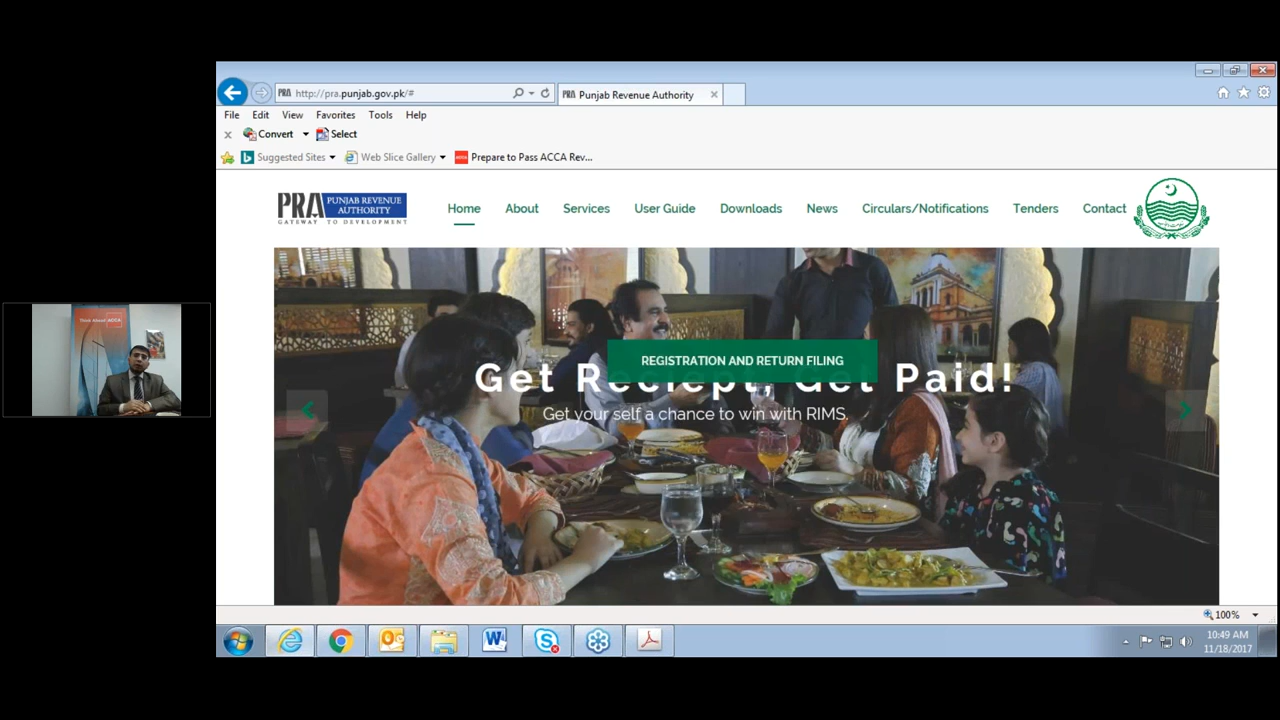 Think Ahead ACCA
http://pra.punjab.gov.pk/#
Punjab Revenue Authority
File Edit View Favorites Tools Help
Convert Select
Suggested Sites Web Slice Gallery Prepare to Pass ACCA Rev...
PRA PUNJAB REVENUE AUTHORITY
GATEWAY TO DEVELOPMENT
Home About Services User Guide Downloads News Circulars/Notifications Tenders Contact
REGISTRATION AND RETURN FILING
Get Reciept, Get Paid!
Get your self a chance to win with RIMS.
100%
10:49 AM
11/18/2017